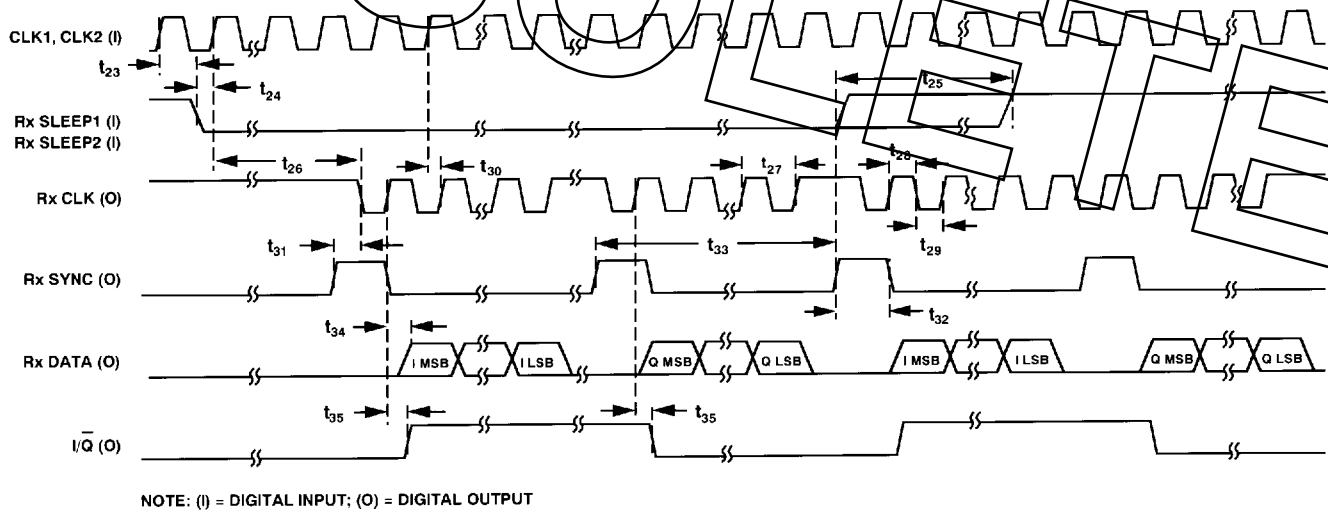 CLK1, CLK2 (I)
t23
t24
t25
Rx SLEEP1 (I)
Rx SLEEP2 (I)
t26
t30
t27
t28
Rx CLK (O)
t31
t33
t29
Rx SYNC (O)
t34
t32
Rx DATA (O)
I MSB
I LSB
Q MSB
Q LSB
I MSB
I LSB
Q MSB
Q LSB
t35
t35
I/Q̅ (O)
NOTE: (I) = DIGITAL INPUT; (O) = DIGITAL OUTPUT